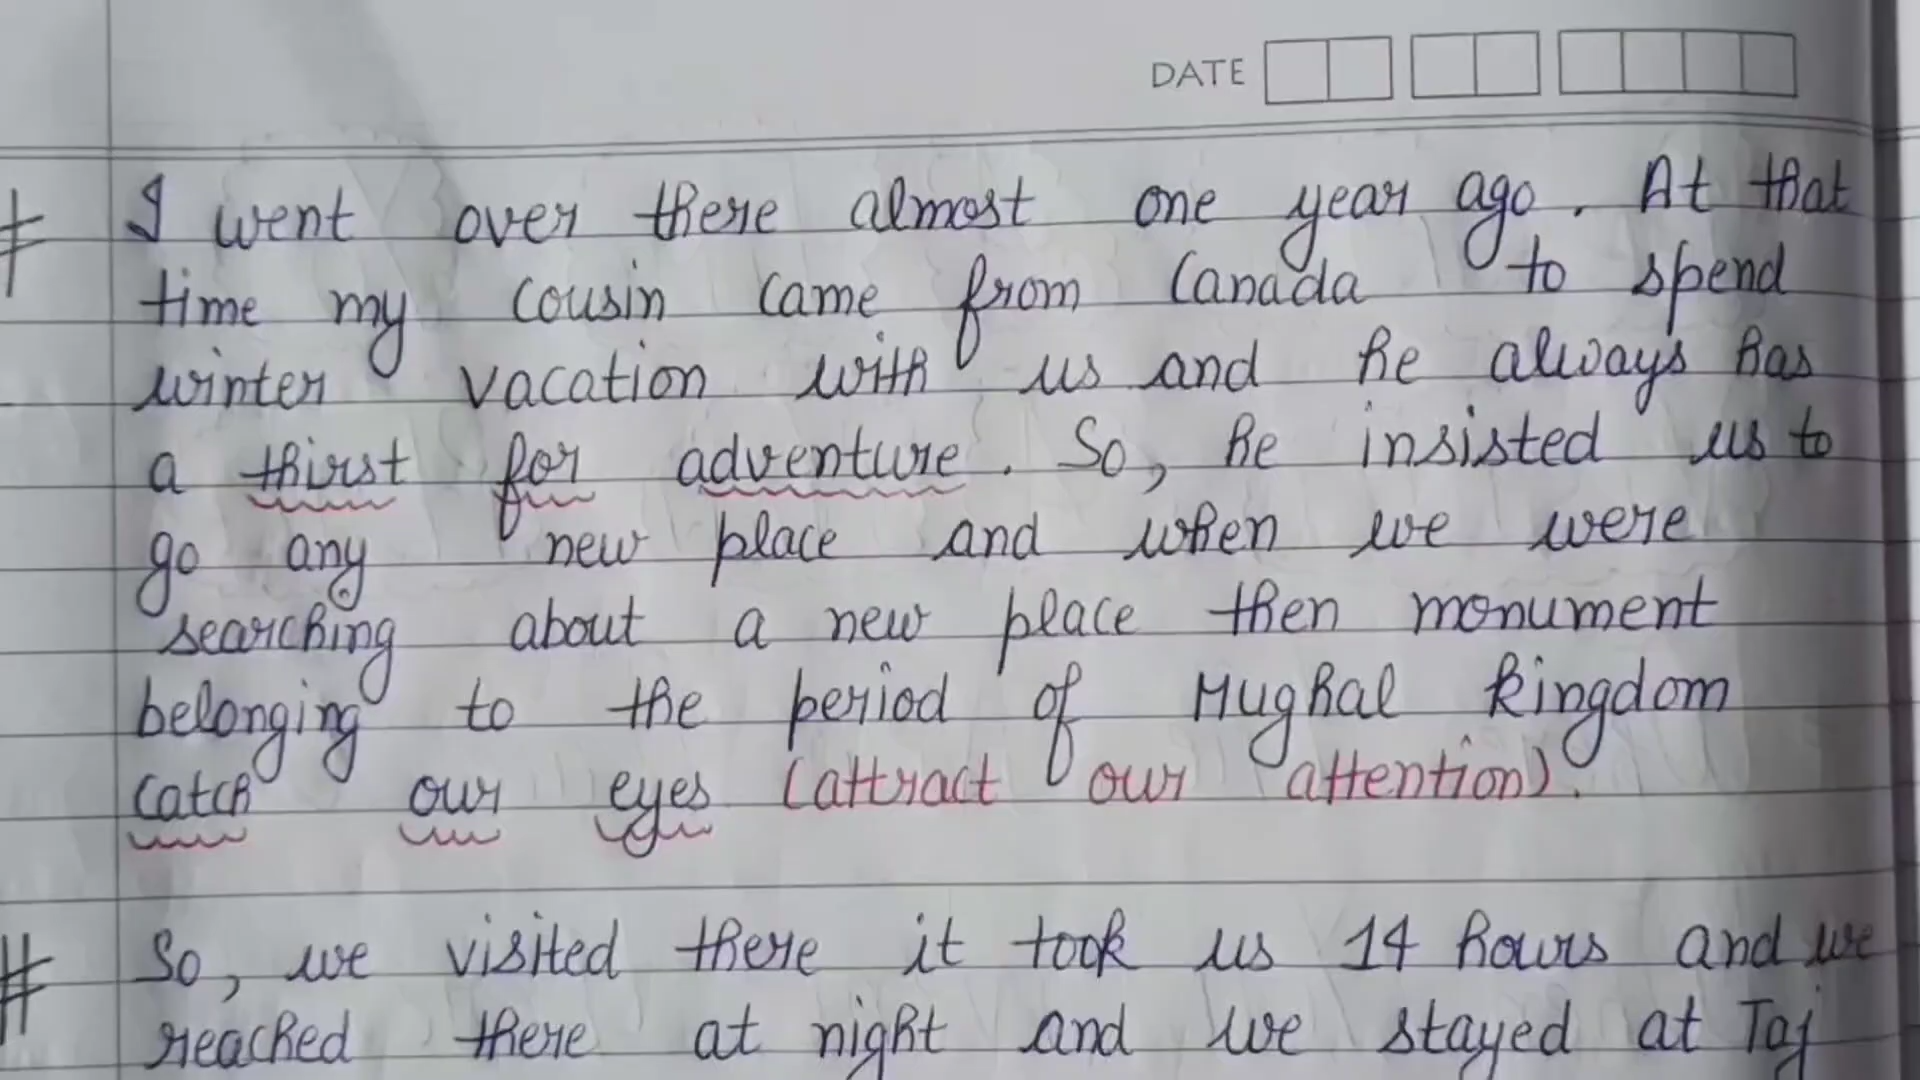 DATE
# I went over there almost one year ago. At that
time my cousin came from Canada to spend
winter vacation with us and he always has
a thirst for adventure. So, he insisted us to
go any new place and when we were
searching about a new place then monument
belonging to the period of Mughal kingdom
catch our eyes (attract our attention).
# So, we visited there it took us 14 hours and we
reached there at night and we stayed at Taj